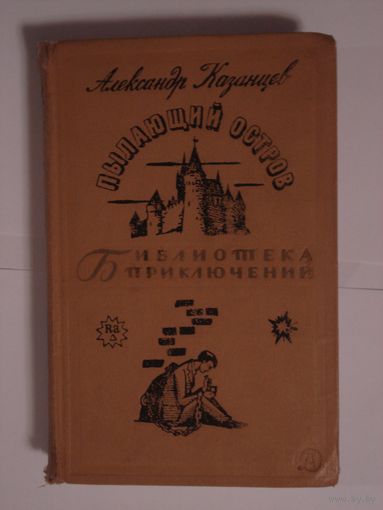 Александр Казанцев
ПЫЛАЮЩИЙ ОСТРОВ
БИБЛИОТЕКА
ПРИКЛЮЧЕНИЙ
Ra